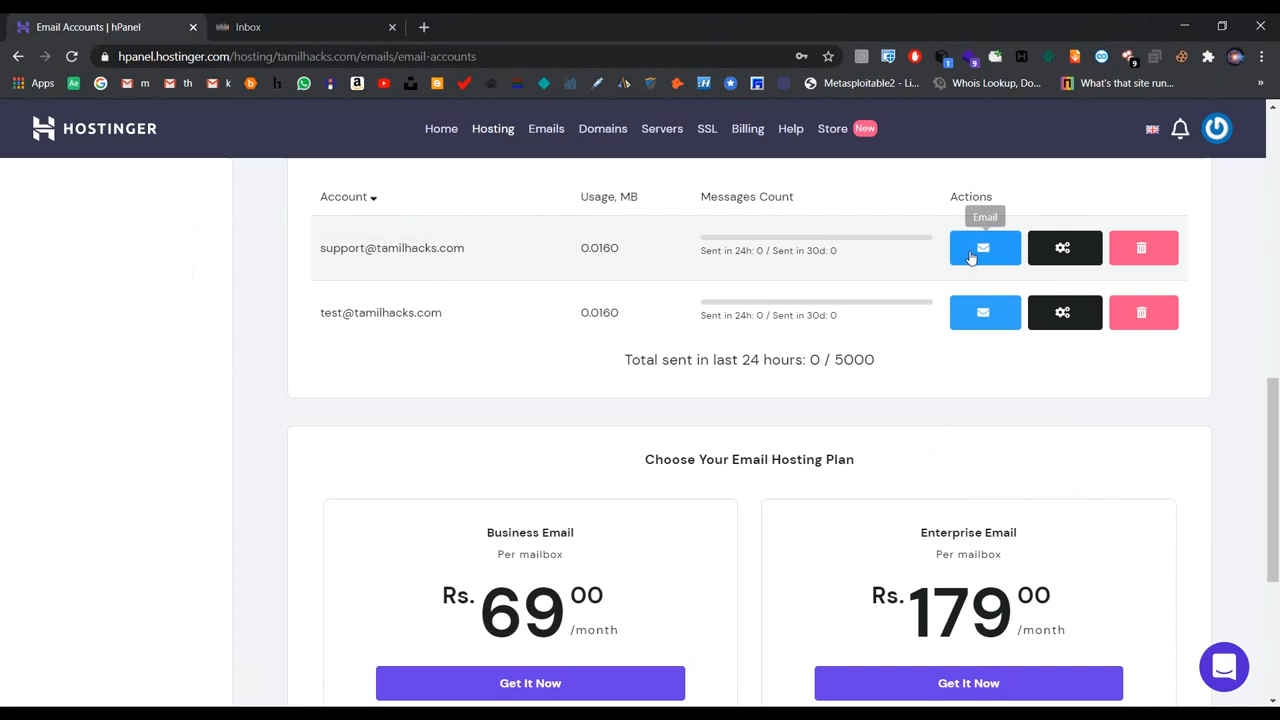 Email Accounts | hPanel
Inbox
hpanel.hostinger.com/hosting/tamilhacks.com/emails/email-accounts
Apps
m
th
k
Metasploitable2 - Li...
Whois Lookup, Do...
What's that site run...
HOSTINGER
Home
Hosting
Emails
Domains
Servers
SSL
Billing
Help
Store
New
Account
Usage, MB
Messages Count
Actions
Email
support@tamilhacks.com
0.0160
Sent in 24h: 0 / Sent in 30d: 0
test@tamilhacks.com
0.0160
Sent in 24h: 0 / Sent in 30d: 0
Total sent in last 24 hours: 0 / 5000
Choose Your Email Hosting Plan
Business Email
Per mailbox
Rs. 69 00 /month
Get It Now
Enterprise Email
Per mailbox
Rs. 179 00 /month
Get It Now